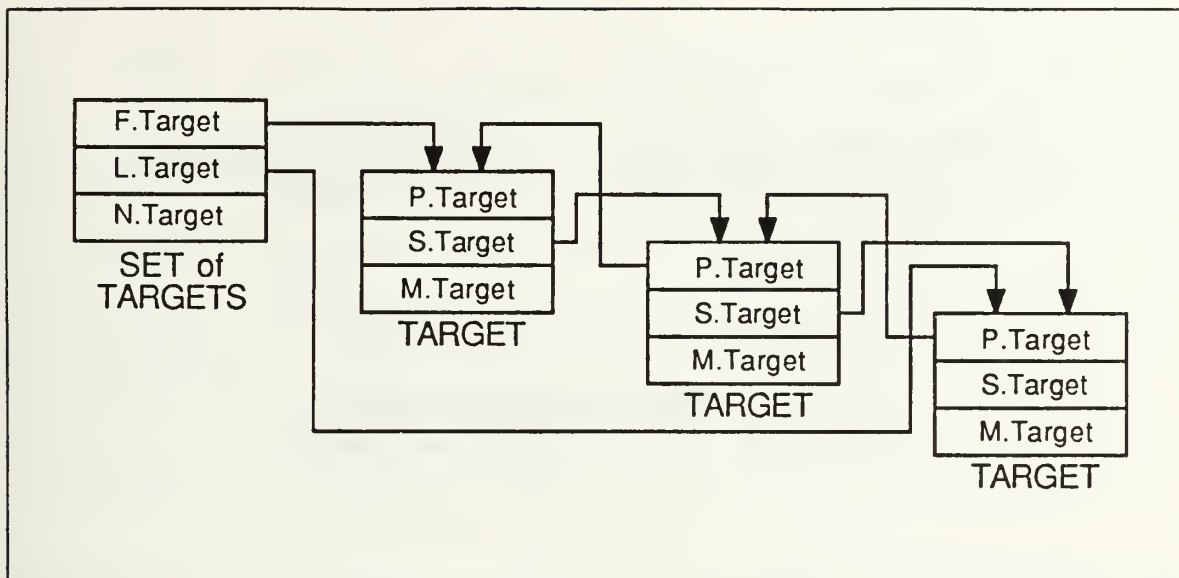 F.Target
L.Target
N.Target
SET of
TARGETS
P.Target
S.Target
M.Target
TARGET
P.Target
S.Target
M.Target
TARGET
P.Target
S.Target
M.Target
TARGET